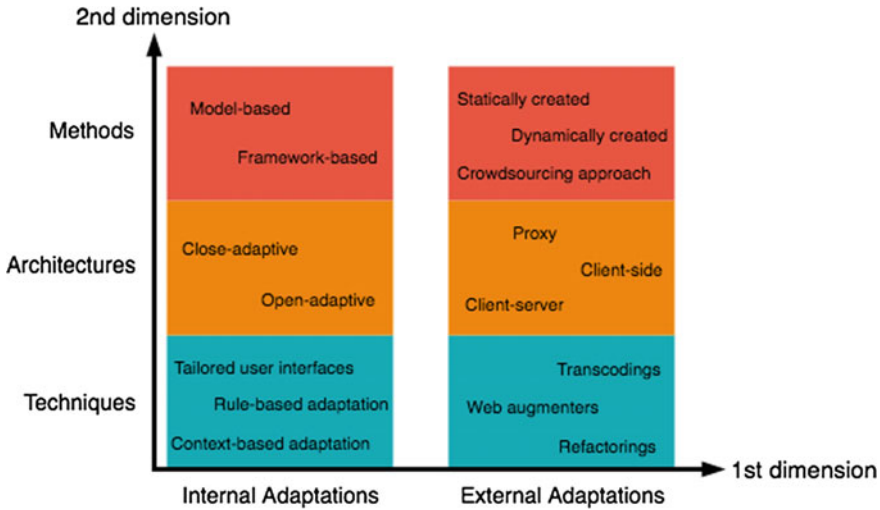 2nd dimension
Methods
Model-based
Framework-based
Statically created
Dynamically created
Crowdsourcing approach
Architectures
Close-adaptive
Open-adaptive
Proxy
Client-side
Client-server
Techniques
Tailored user interfaces
Rule-based adaptation
Context-based adaptation
Transcodings
Web augmenters
Refactorings
1st dimension
Internal Adaptations
External Adaptations